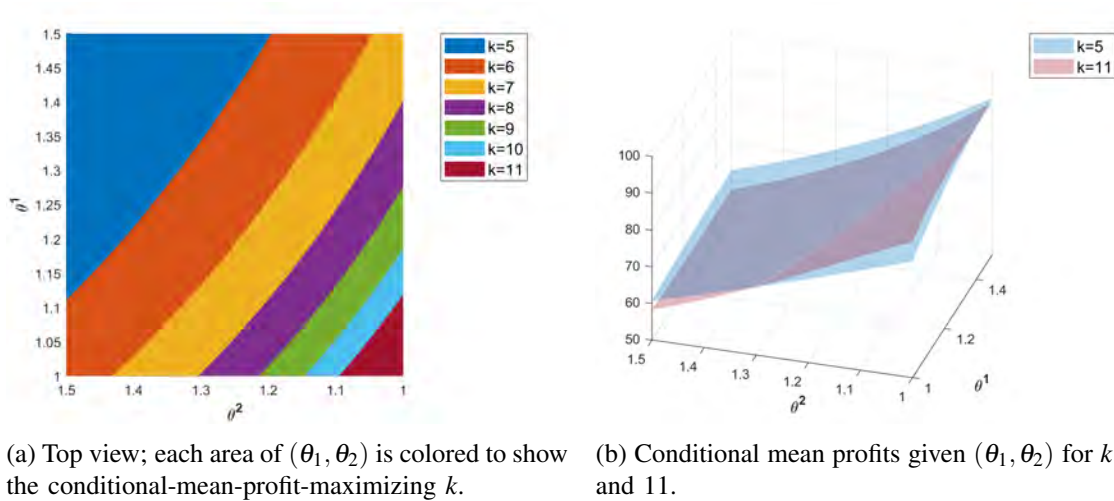 1.5
1.45
1.4
1.35
1.3
1.25
1.2
1.15
1.1
1.05
1
θ¹
1.5
1.4
1.3
1.2
1.1
1
θ²
k=5
k=6
k=7
k=8
k=9
k=10
k=11
100
90
80
70
60
50
1.5
1.4
1.3
1.2
1.1
1
θ²
1
1.2
1.4
θ¹
k=5
k=11
(a) Top view; each area of (θ₁,θ₂) is colored to show
the conditional-mean-profit-maximizing k.
(b) Conditional mean profits given (θ₁,θ₂) for k
and 11.